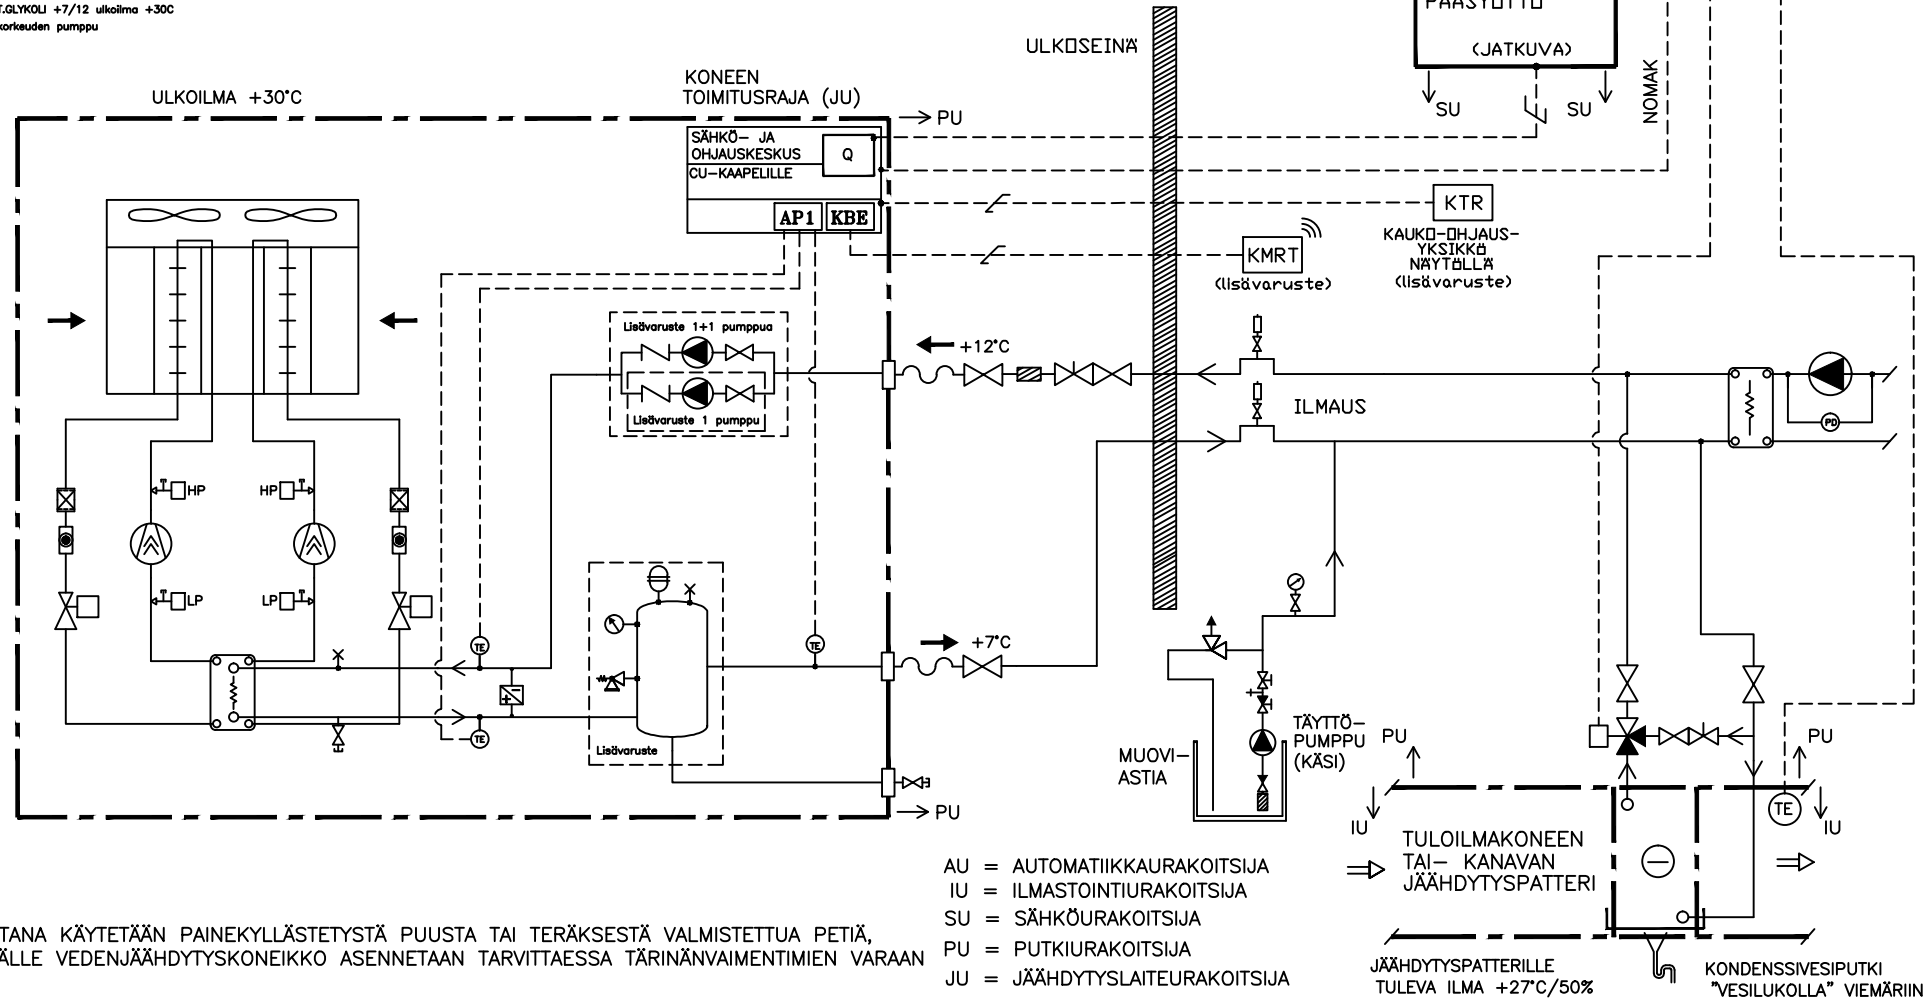 T.GLYKOLI +7/12 ulkoilma +30C
korkeuden pumppu
ULKOILMA +30°C
KONEEN
TOIMITUSRAJA (JU)
PU
SÄHKÖ- JA
OHJAUSKESKUS
CU-KAAPELILLE
Q
AP1
KBE
ULKOSEINÄ
PÄÄSYÖTTÖ
(JATKUVA)
SU
SU
NOMAK
KTR
KAUKO-OHJAUS-
YKSIKKÖ
NÄYTÖLLÄ
(lisävaruste)
KMRT
(lisävaruste)
Lisävaruste 1+1 pumppua
Lisävaruste 1 pumppu
+12°C
ILMAUS
PD
HP
HP
LP
LP
TE
TE
TE
+7°C
Lisävaruste
PU
MUOVI-
ASTIA
TÄYTTÖ-
PUMPPU
(KÄSI)
PU
PU
IU
TE
IU
TULOILMAKONEEN
TAI- KANAVAN
JÄÄHDYTYSPATTERI
AU = AUTOMATIIKKAURAKOITSIJA
IU = ILMASTOINTIURAKOITSIJA
SU = SÄHKÖURAKOITSIJA
PU = PUTKIURAKOITSIJA
JU = JÄÄHDYTYSLAITEURAKOITSIJA
TANA KÄYTETÄÄN PAINEKYLLÄSTETYSTÄ PUUSTA TAI TERÄKSESTÄ VALMISTETTUA PETIÄ,
ÄLLE VEDENJÄÄHDYTYSKONEIKKO ASENNETAAN TARVITTAESSA TÄRINÄNVAIMENTIMIEN VARAAN
JÄÄHDYTYSPATTERILLE
TULEVA ILMA +27°C/50%
KONDENSSIVESIPUTKI
"VESILUKOLLA" VIEMÄRIIN